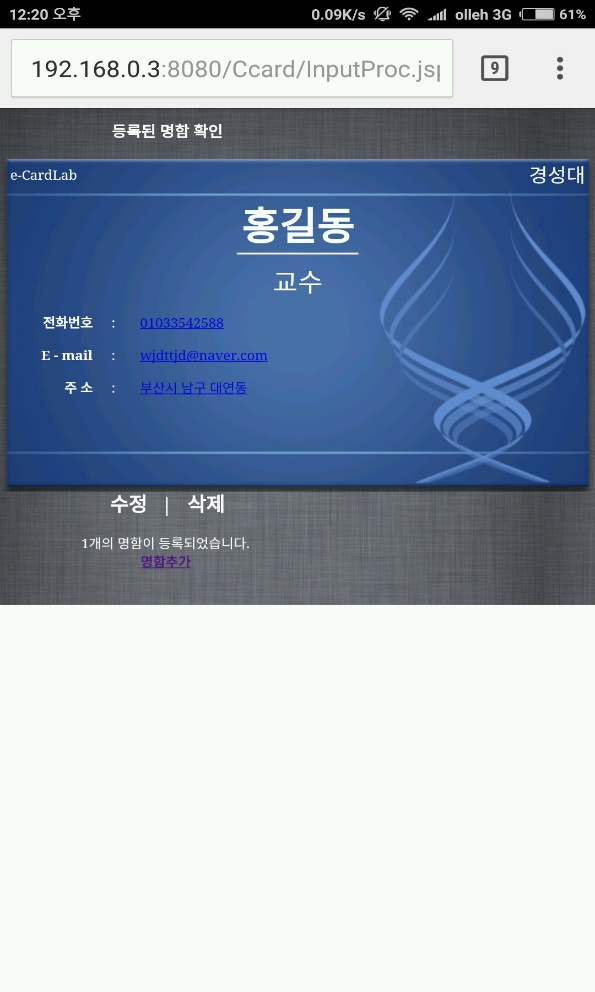 12:20 오후 0.09K/s olleh 3G 61%
192.168.0.3:8080/Ccard/InputProc.jsp 9
등록된 명함 확인
e-CardLab 경성대
홍길동
교수
전화번호 : 01033542588
E - mail : wjdttjd@naver.com
주 소 : 부산시 남구 대연동
수정 | 삭제
1개의 명함이 등록되었습니다.
명함추가